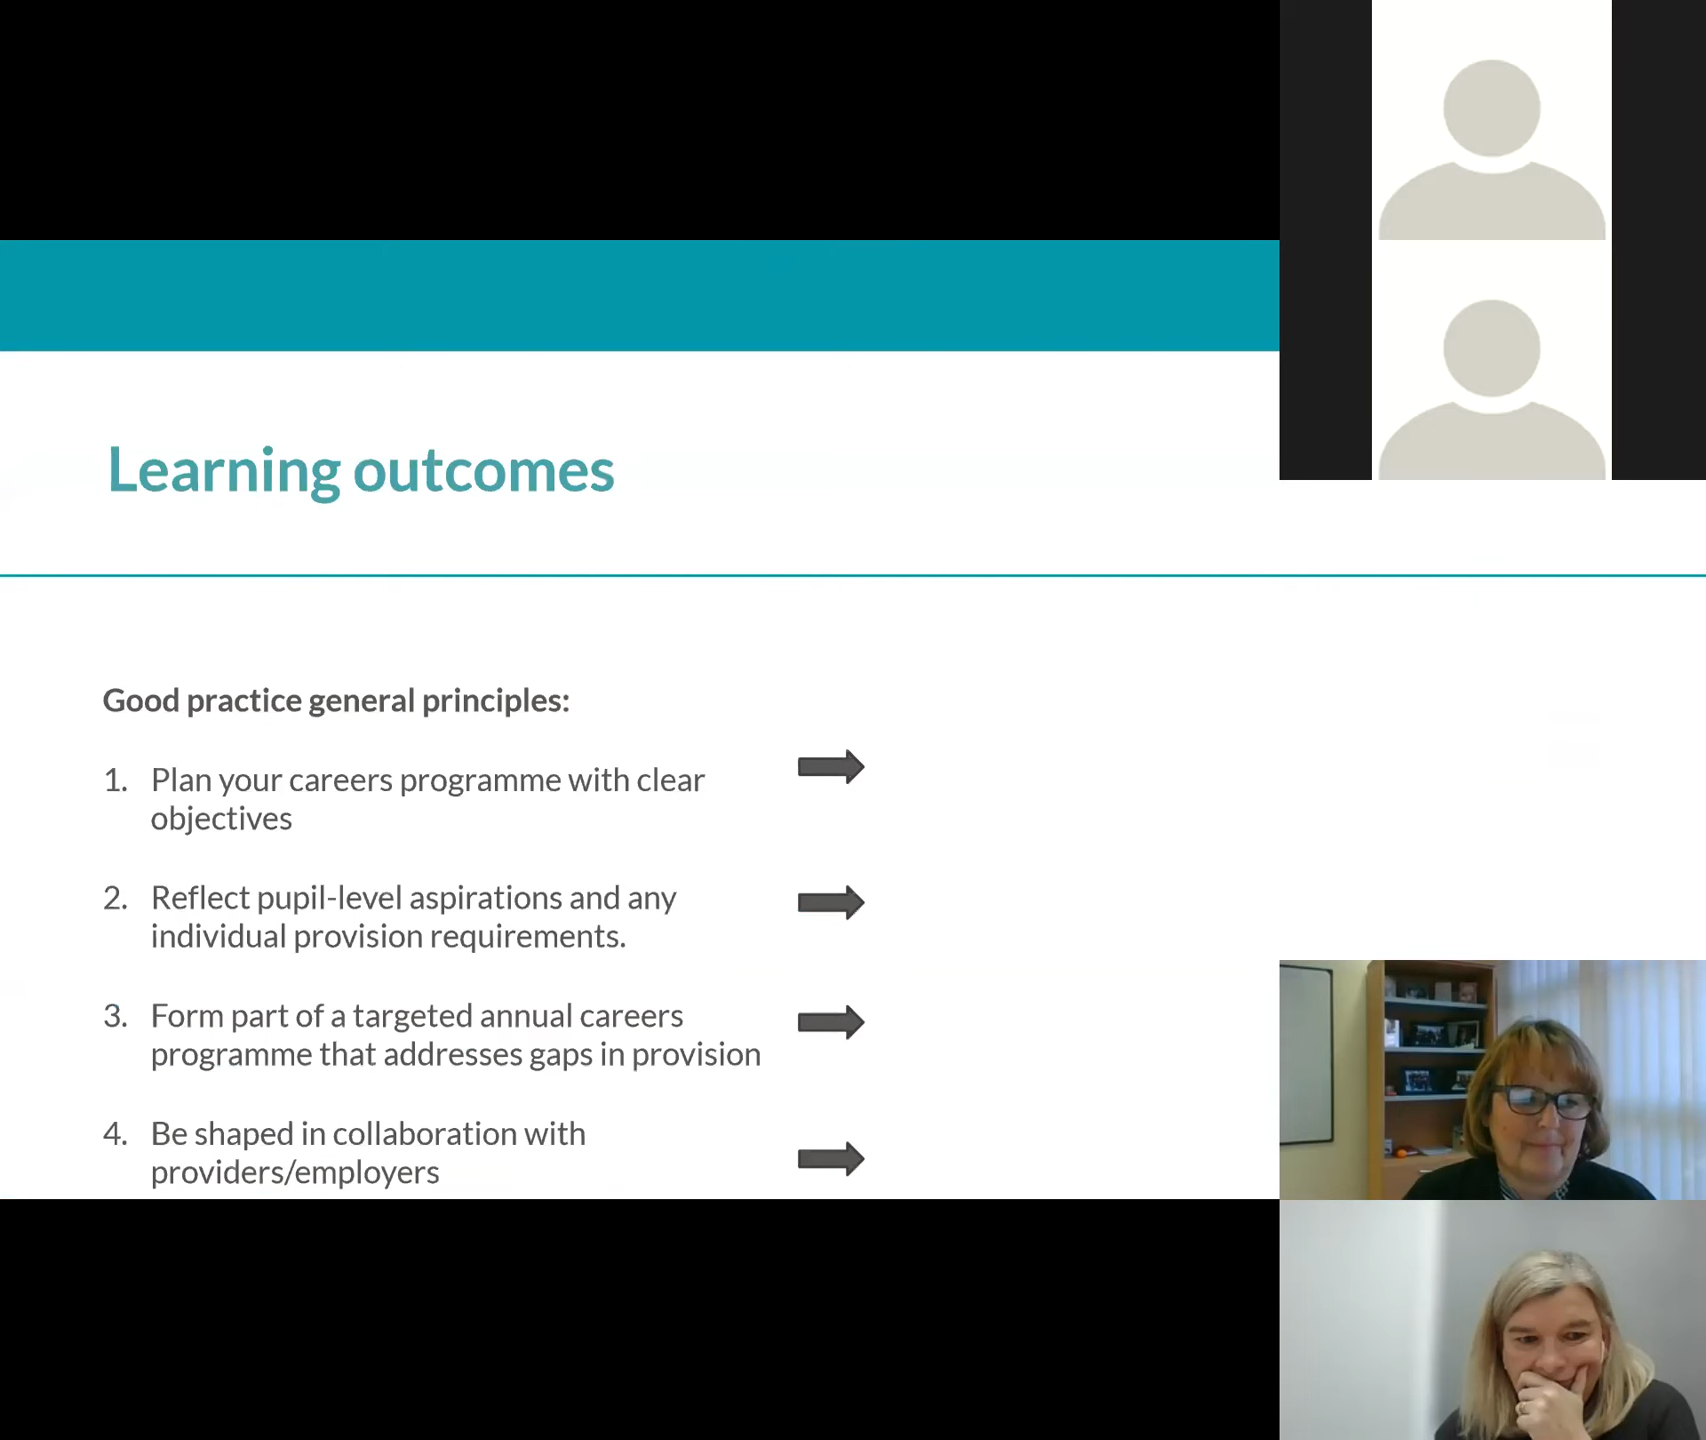 Learning outcomes
Good practice general principles:
1. Plan your careers programme with clear
objectives
2. Reflect pupil-level aspirations and any
individual provision requirements.
3. Form part of a targeted annual careers
programme that addresses gaps in provision
4. Be shaped in collaboration with
providers/employers